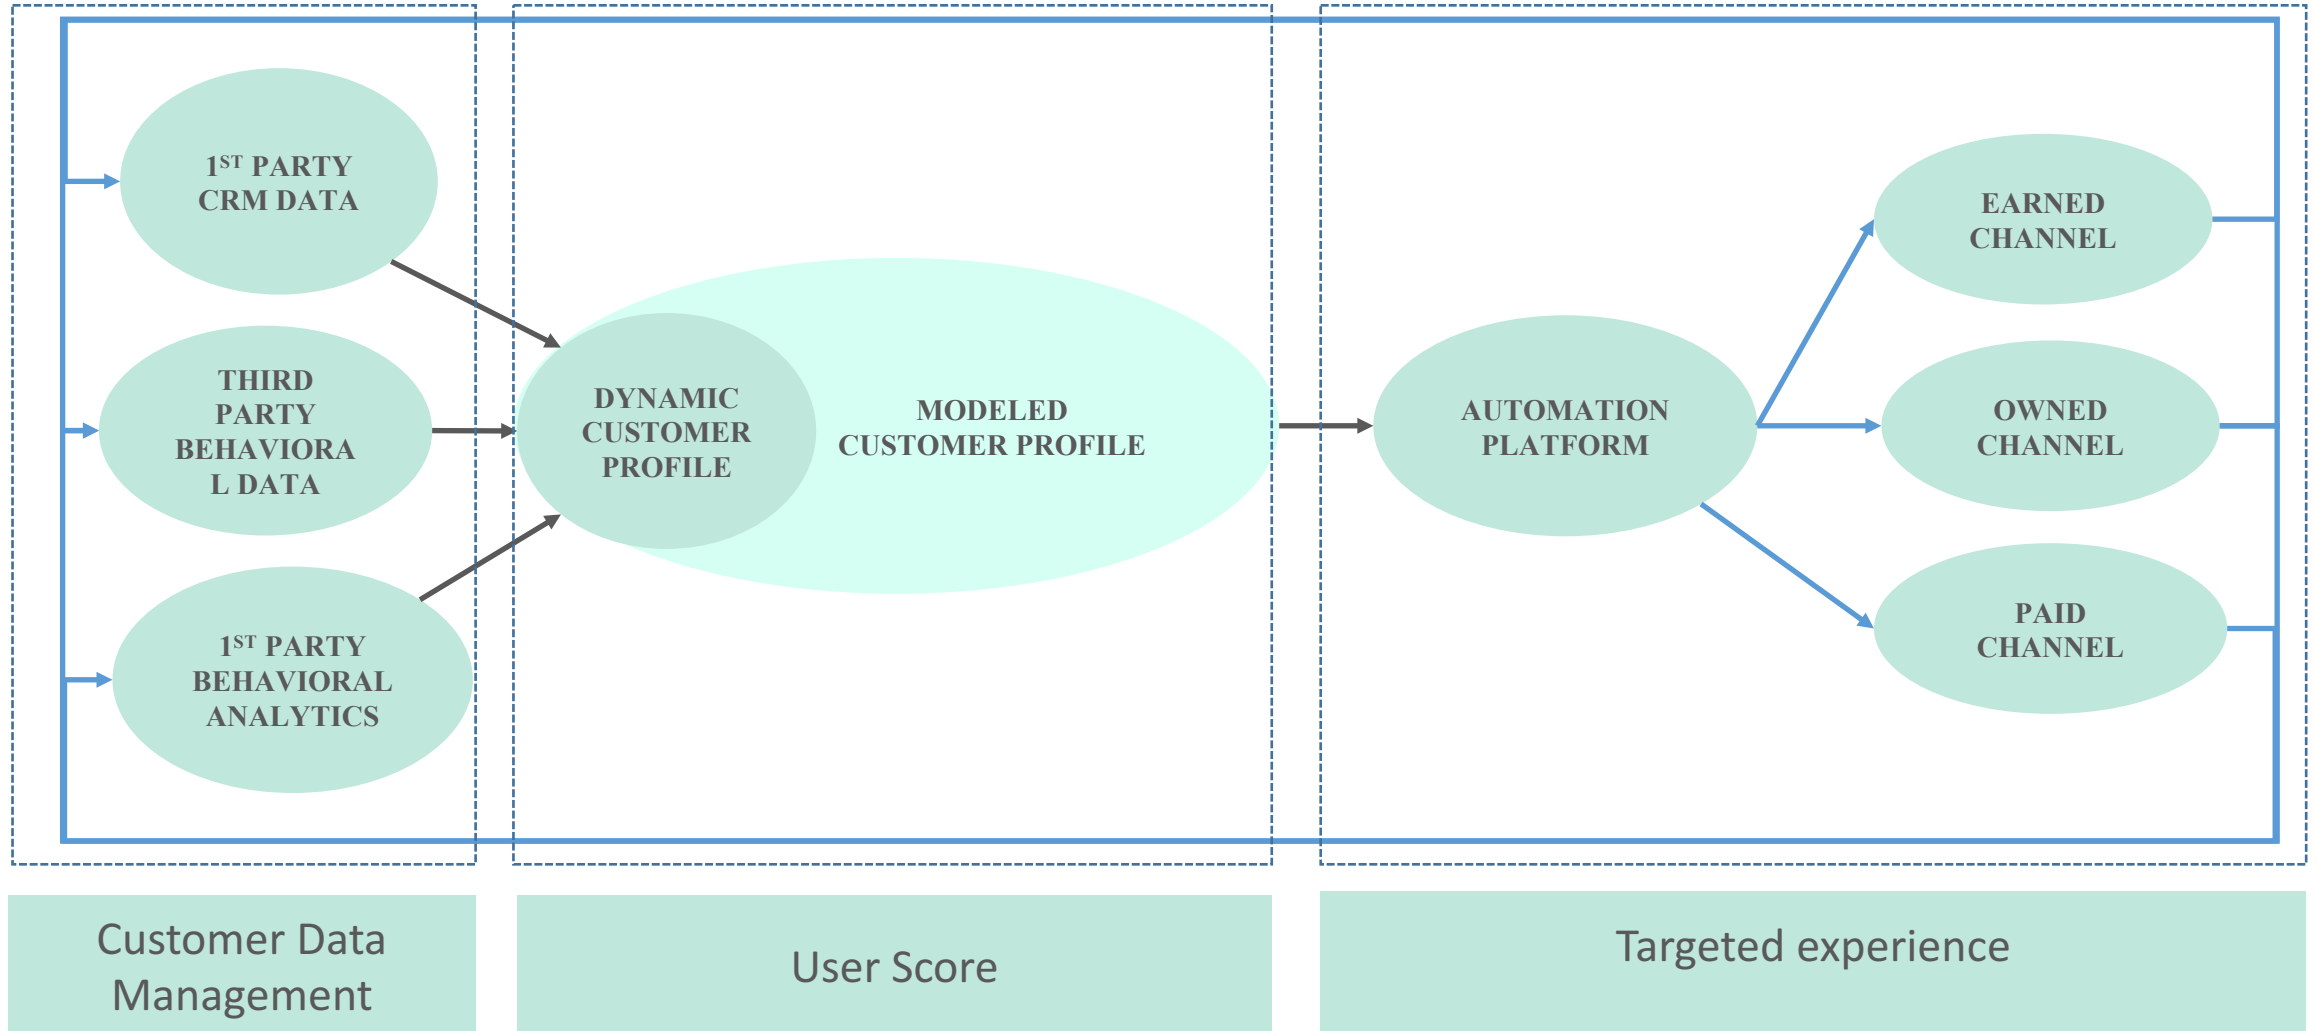 1ST PARTY
CRM DATA
THIRD
PARTY
BEHAVIORA
L DATA
1ST PARTY
BEHAVIORAL
ANALYTICS
DYNAMIC
CUSTOMER
PROFILE
MODELED
CUSTOMER PROFILE
AUTOMATION
PLATFORM
EARNED
CHANNEL
OWNED
CHANNEL
PAID
CHANNEL
Customer Data
Management
User Score
Targeted experience